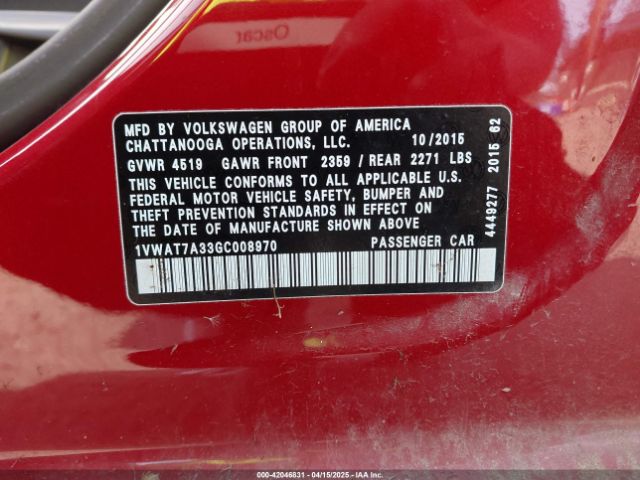 Oscar
MFD BY VOLKSWAGEN GROUP OF AMERICA
CHATTANOOGA OPERATIONS, LLC. 10/2015
GVWR 4519 GAWR FRONT 2359 / REAR 2271 LBS
THIS VEHICLE CONFORMS TO ALL APPLICABLE U.S.
FEDERAL MOTOR VEHICLE SAFETY, BUMPER AND
THEFT PREVENTION STANDARDS IN EFFECT ON
THE DATE OF MANUFACTURE SHOWN ABOVE
1VWAT7A33GC008970 PASSENGER CAR
4449277 2015 62
000-42046831 - 04/15/2025 - IAA Inc.